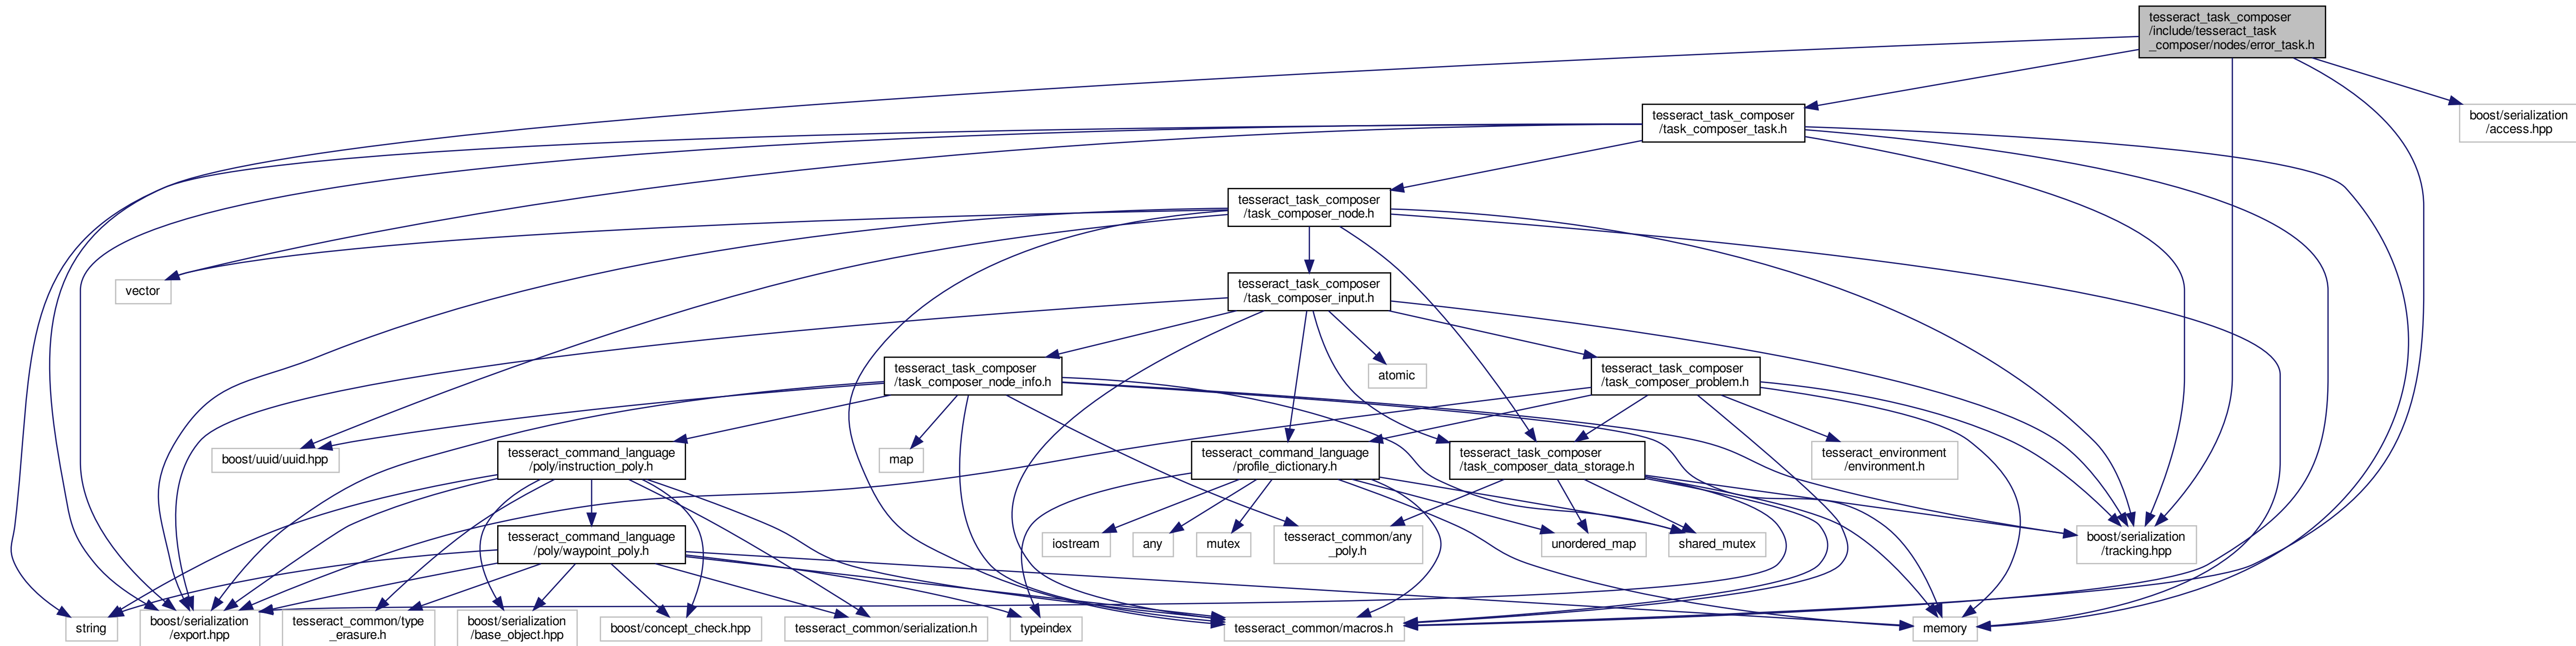 tesseract_task_composer
/include/tesseract_task
_composer/nodes/error_task.h
tesseract_task_composer
/task_composer_task.h
boost/serialization
/access.hpp
tesseract_task_composer
/task_composer_node.h
vector
tesseract_task_composer
/task_composer_input.h
tesseract_task_composer
/task_composer_node_info.h
atomic
tesseract_task_composer
/task_composer_problem.h
boost/uuid/uuid.hpp
tesseract_command_language
/poly/instruction_poly.h
map
tesseract_command_language
/profile_dictionary.h
tesseract_task_composer
/task_composer_data_storage.h
tesseract_environment
/environment.h
tesseract_command_language
/poly/waypoint_poly.h
iostream
any
mutex
tesseract_common/any
_poly.h
unordered_map
shared_mutex
boost/serialization
/tracking.hpp
string
boost/serialization
/export.hpp
tesseract_common/type
_erasure.h
boost/serialization
/base_object.hpp
boost/concept_check.hpp
tesseract_common/serialization.h
typeindex
tesseract_common/macros.h
memory